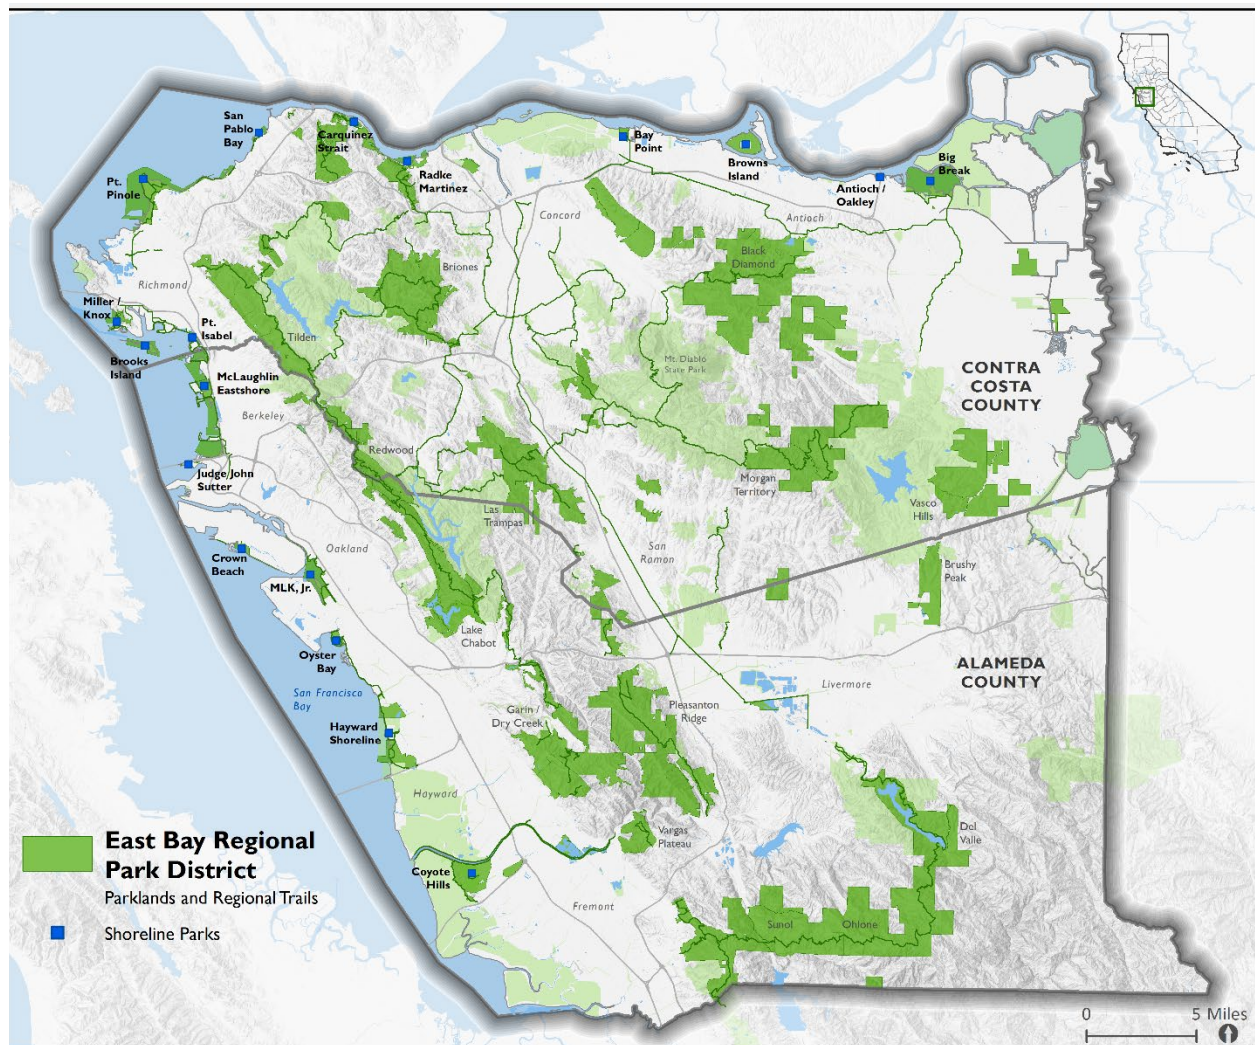 San
Pablo
Bay
Carquinez
Strait
Bay
Point
Browns
Island
Big
Break
Pt.
Pinole
Radke
Martinez
Antioch /
Oakley
Concord
Antioch
Black
Diamond
Briones
Richmond
Miller /
Knox
Pt.
Isabel
Tilden
Brooks
Island
Mt. Diablo
State Park
McLaughlin
Eastshore
CONTRA
COSTA
COUNTY
Berkeley
Redwood
Judge/John
Sutter
Morgan
Territory
Vasco
Hills
Las
Trampas
Oakland
San
Ramon
Crown
Beach
Brushy
Peak
MLK, Jr.
Lake
Chabot
Oyster
Bay
ALAMEDA
COUNTY
San Francisco
Bay
Livermore
Garin /
Dry Creek
Pleasanton
Ridge
Hayward
Shoreline
Hayward
Vargas
Plateau
Del
Valle
East Bay Regional
Park District
Parklands and Regional Trails
Shoreline Parks
Coyote
Hills
Fremont
Sunol
Ohlone
0
5 Miles